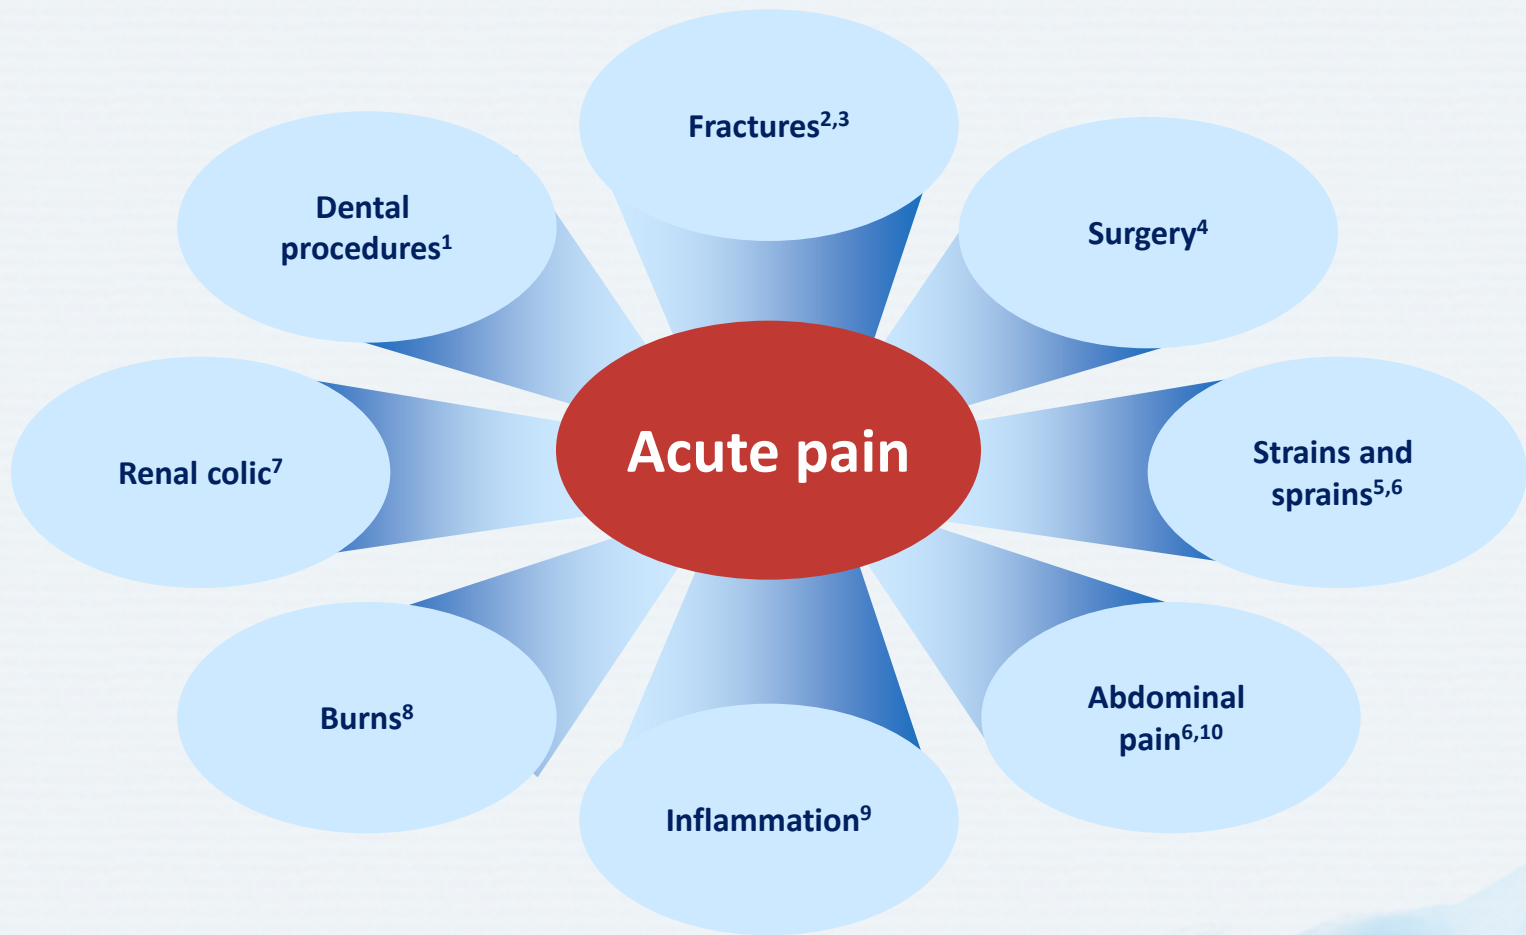 Fractures2,3
Dental
procedures1
Surgery4
Acute pain
Renal colic7
Strains and
sprains5,6
Burns8
Abdominal
pain6,10
Inflammation9